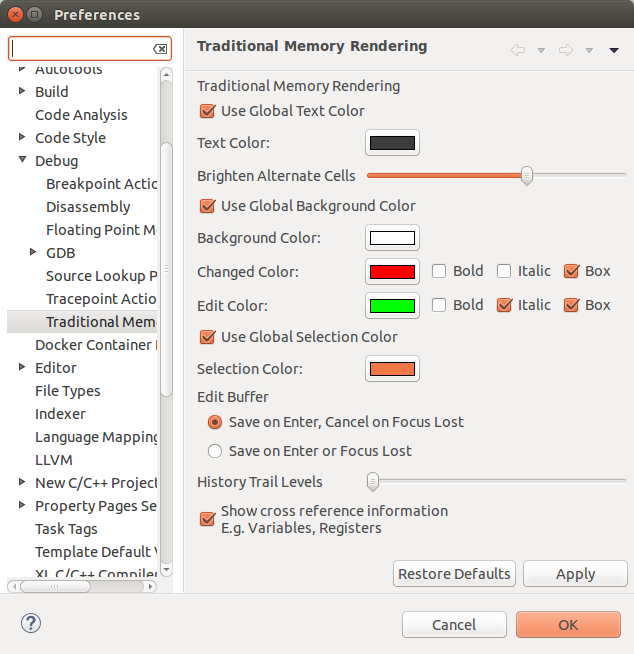 Preferences
Autotools
Build
Code Analysis
Code Style
Debug
Breakpoint Actio
Disassembly
Floating Point M
GDB
Source Lookup P
Tracepoint Actio
Traditional Mem
Docker Container
Editor
File Types
Indexer
Language Mapping
LLVM
New C/C++ Project
Property Pages Se
Task Tags
Template Default V
XL C/C++ Compiler
Traditional Memory Rendering
Traditional Memory Rendering
Use Global Text Color
Text Color:
Brighten Alternate Cells
Use Global Background Color
Background Color:
Changed Color: Bold Italic Box
Edit Color: Bold Italic Box
Use Global Selection Color
Selection Color:
Edit Buffer
Save on Enter, Cancel on Focus Lost
Save on Enter or Focus Lost
History Trail Levels
Show cross reference information
E.g. Variables, Registers
Restore Defaults Apply
? Cancel OK